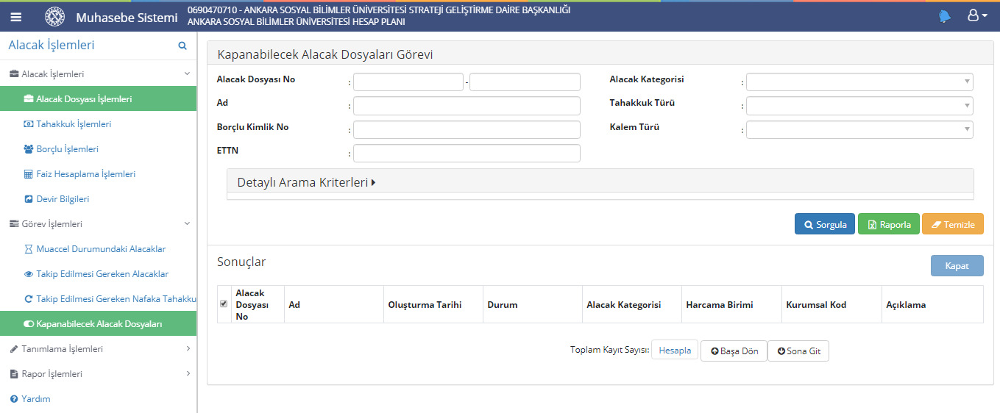 Muhasebe Sistemi
0690470710 - ANKARA SOSYAL BİLİMLER ÜNİVERSİTESİ STRATEJİ GELİŞTİRME DAİRE BAŞKANLIĞI
ANKARA SOSYAL BİLİMLER ÜNİVERSİTESİ HESAP PLANI
Alacak İşlemleri
Alacak İşlemleri
Alacak Dosyası İşlemleri
Tahakkuk İşlemleri
Borçlu İşlemleri
Faiz Hesaplama İşlemleri
Devir Bilgileri
Görev İşlemleri
Muaccel Durumundaki Alacaklar
Takip Edilmesi Gereken Alacaklar
Takip Edilmesi Gereken Nafaka Tahakku
Kapanabilecek Alacak Dosyaları
Tanımlama İşlemleri
Rapor İşlemleri
Yardım
Kapanabilecek Alacak Dosyaları Görevi
Alacak Dosyası No : -
Alacak Kategorisi :
Ad :
Tahakkuk Türü :
Borçlu Kimlik No :
Kalem Türü :
ETTN :
Detaylı Arama Kriterleri
Sorgula Raporla Temizle
Sonuçlar
Kapat
Alacak
Dosyası
No
Ad
Oluşturma Tarihi
Durum
Alacak Kategorisi
Harcama Birimi
Kurumsal Kod
Açıklama
Toplam Kayıt Sayısı: Hesapla Başa Dön Sona Git